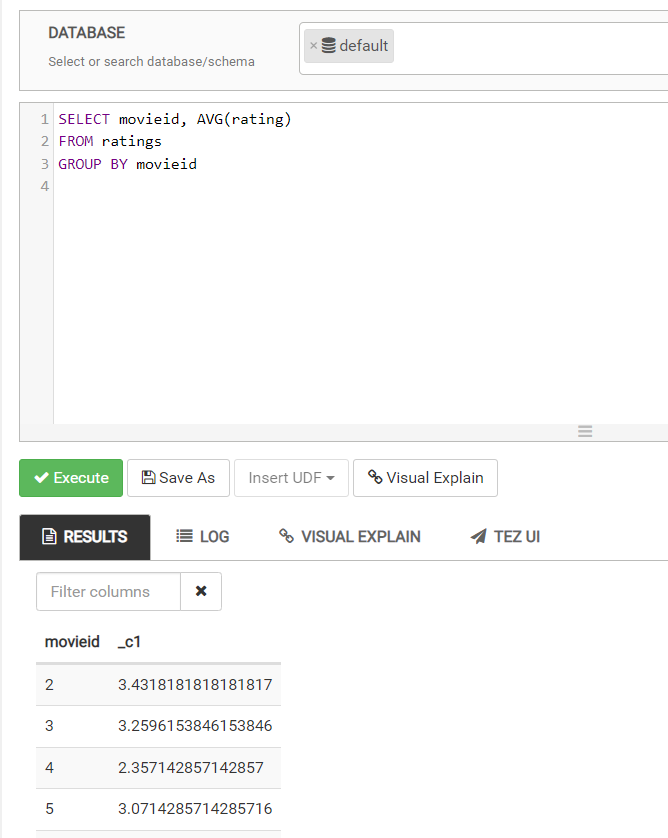 DATABASE
Select or search database/schema
× default
1 SELECT movieid, AVG(rating)
2 FROM ratings
3 GROUP BY movieid
4
Execute Save As Insert UDF Visual Explain
RESULTS LOG VISUAL EXPLAIN TEZ UI
Filter columns
movieid _c1
2 3.4318181818181817
3 3.2596153846153846
4 2.357142857142857
5 3.0714285714285716